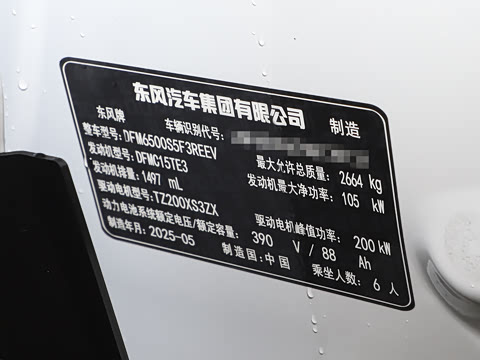 东风汽车集团有限公司 制造
东风牌 车辆识别代号:
整车型号:DFM6500S5F3REEV 最大允许总质量: 2664 kg
发动机型号:DFMC15TE3 发动机最大净功率: 105 kW
发动机排量: 1497 mL
驱动电机型号:TZ200XS3ZX 驱动电机峰值功率: 200 kW
动力电池系统额定电压/额定容量: 390 V / 88 Ah
制造年月: 2025-05 制造国:中国 乘坐人数: 6 人